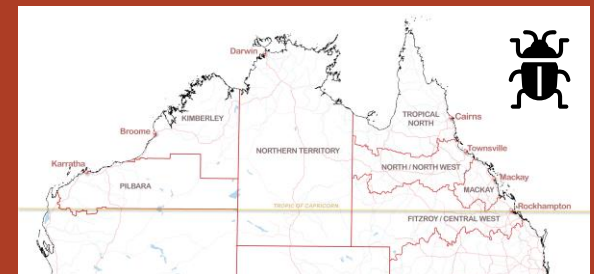 Darwin
KIMBERLEY
TROPICAL
NORTH
Cairns
Broome
NORTHERN TERRITORY
Townsville
Karratha
NORTH / NORTH WEST
Mackay
PILBARA
MACKAY
TROPIC OF CAPRICORN
Rockhampton
FITZROY / CENTRAL WEST